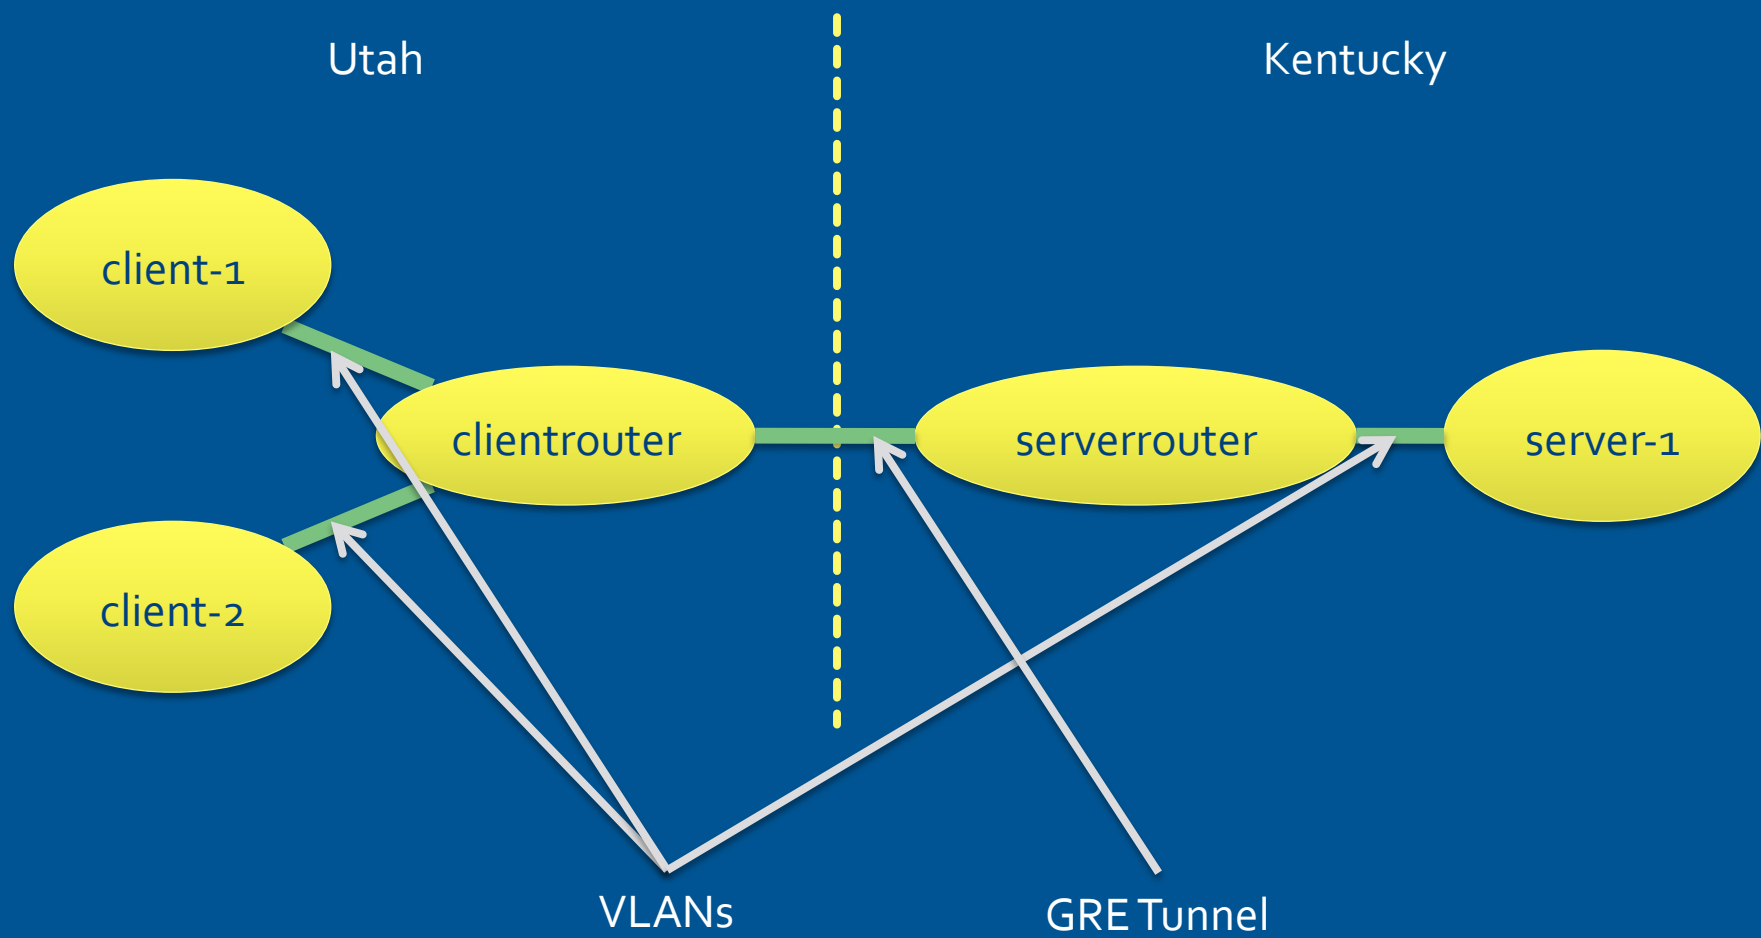 Utah
Kentucky
client-1
clientrouter
serverrouter
server-1
client-2
VLANs
GRE Tunnel